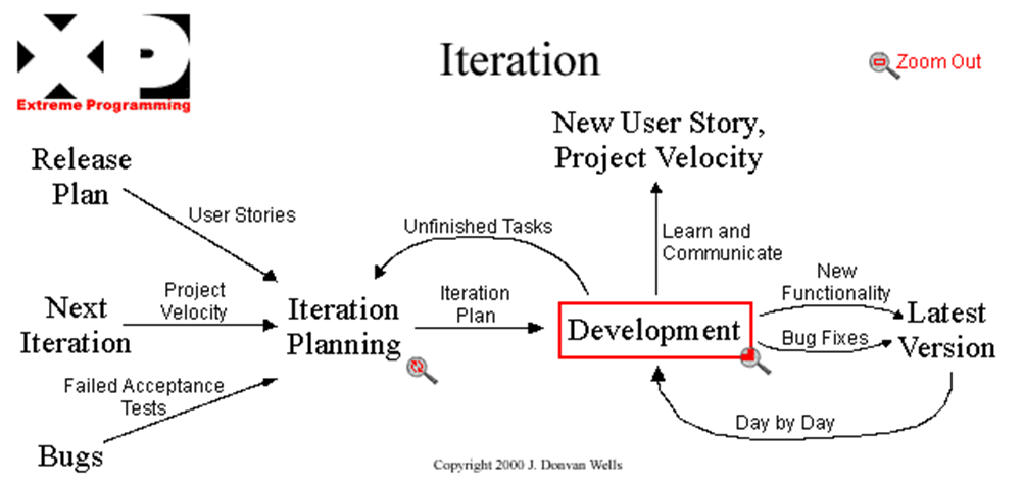 XP
Extreme Programming
Iteration
Zoom Out
New User Story,
Project Velocity
Release
Plan
User Stories
Unfinished Tasks
Learn and
Communicate
Next
Iteration
Project
Velocity
Iteration
Planning
Iteration
Plan
Development
New
Functionality
Bug Fixes
Latest
Version
Failed Acceptance
Tests
Bugs
Day by Day
Copyright 2000 J. Donvan Wells